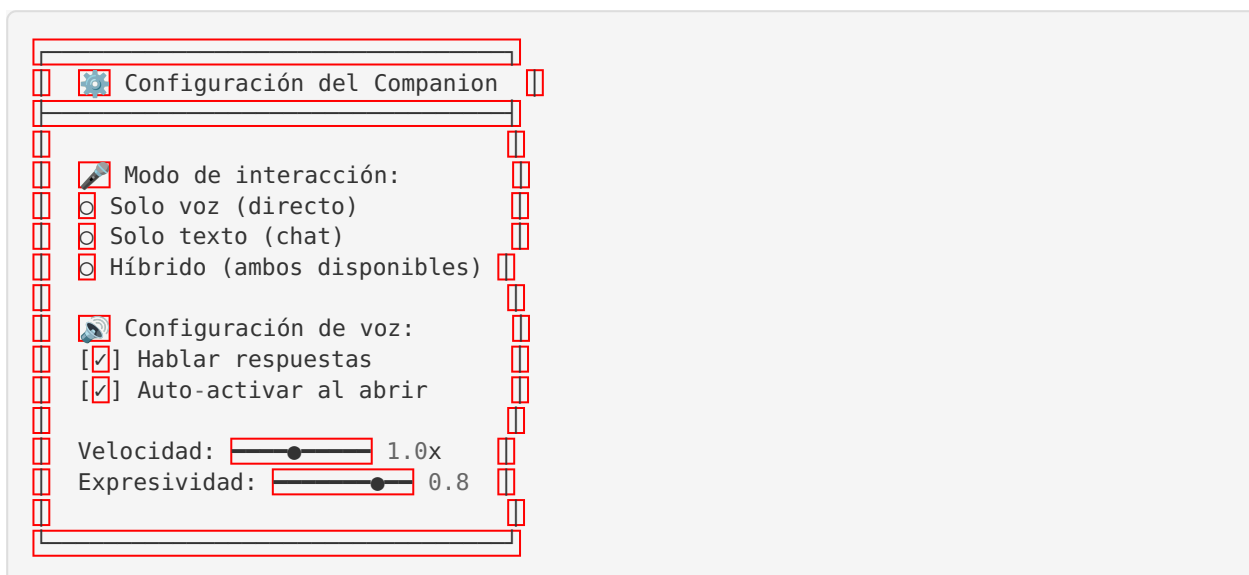 ┌─────────────────────────────────┐
│  ⚙️ Configuración del Companion  │
├─────────────────────────────────┤
│                                 │
│  🎤 Modo de interacción:        │
│  ○ Solo voz (directo)           │
│  ○ Solo texto (chat)            │
│  ○ Híbrido (ambos disponibles) │
│                                 │
│  🔊 Configuración de voz:       │
│  [✓] Hablar respuestas          │
│  [✓] Auto-activar al abrir      │
│                                 │
│  Velocidad: ━━━━●━━━━━ 1.0x    │
│  Expresividad: ━━━━━━━●━━ 0.8  │
│                                 │
└─────────────────────────────────┘